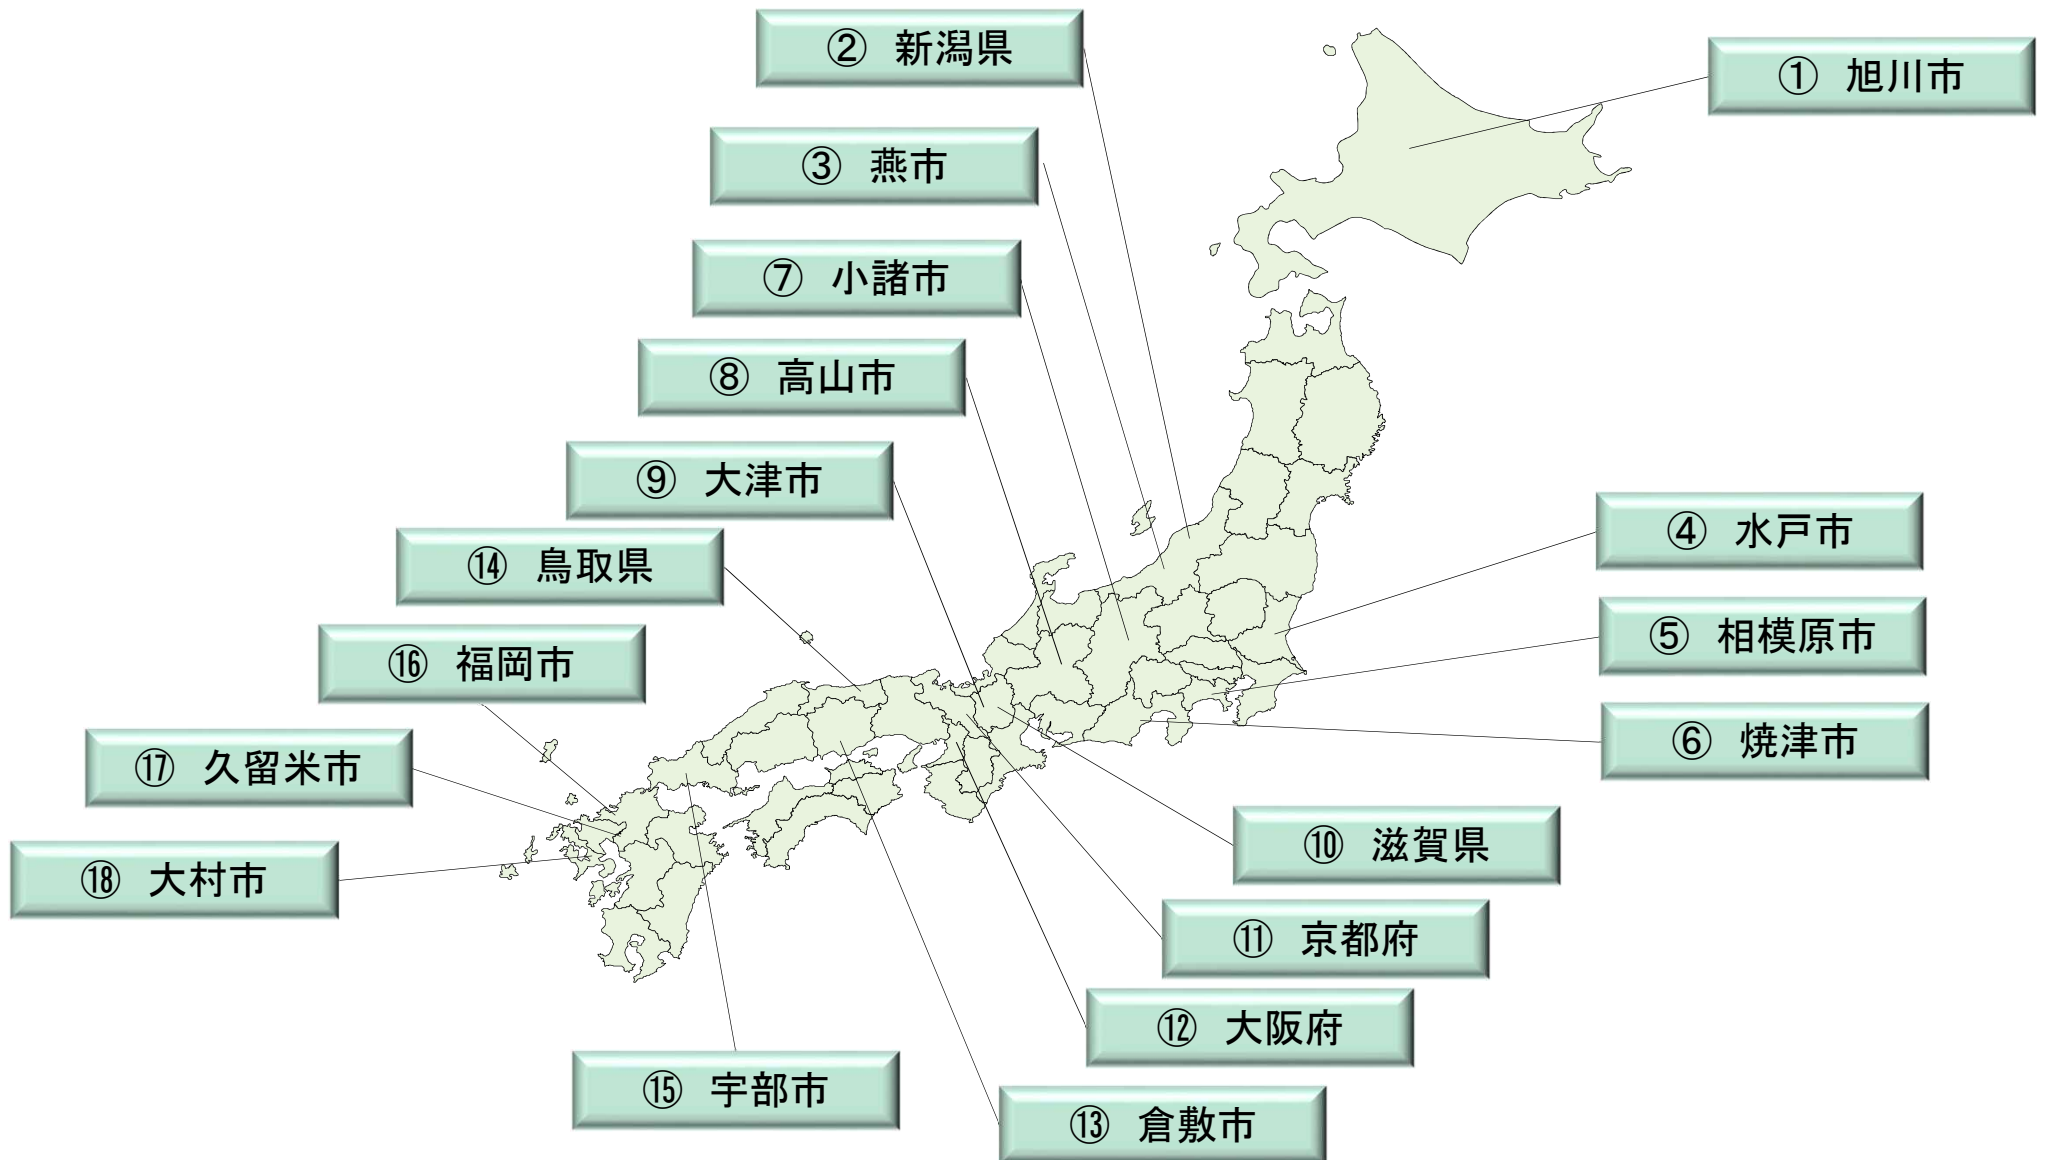 ① 旭川市
② 新潟県
③ 燕市
④ 水戸市
⑤ 相模原市
⑥ 焼津市
⑦ 小諸市
⑧ 高山市
⑨ 大津市
⑩ 滋賀県
⑪ 京都府
⑫ 大阪府
⑬ 倉敷市
⑭ 鳥取県
⑮ 宇部市
⑯ 福岡市
⑰ 久留米市
⑱ 大村市